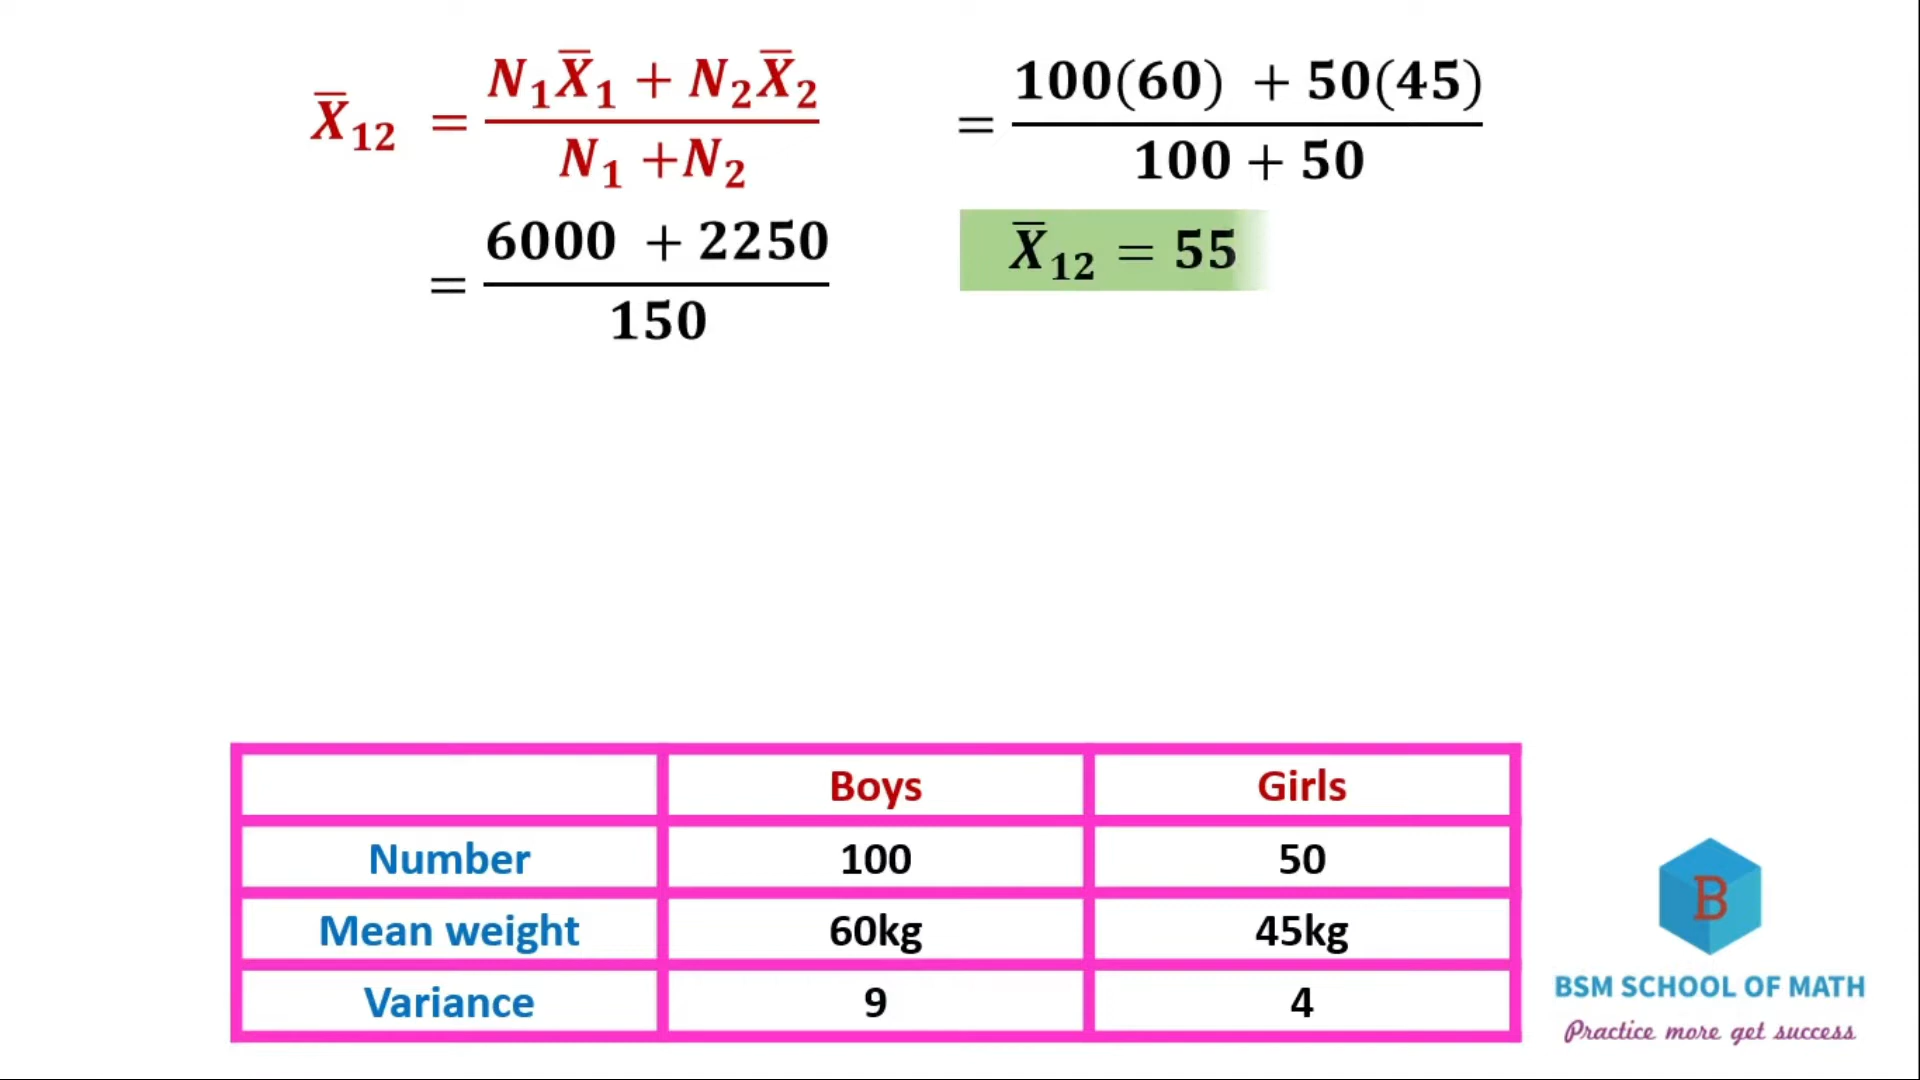 X̄₁₂ = (N₁X̄₁ + N₂X̄₂) / (N₁ + N₂) = (100(60) + 50(45)) / (100 + 50)
= (6000 + 2250) / 150
X̄₁₂ = 55
Boys Girls
Number 100 50
Mean weight 60kg 45kg
Variance 9 4
B
BSM SCHOOL OF MATH
Practice more get success